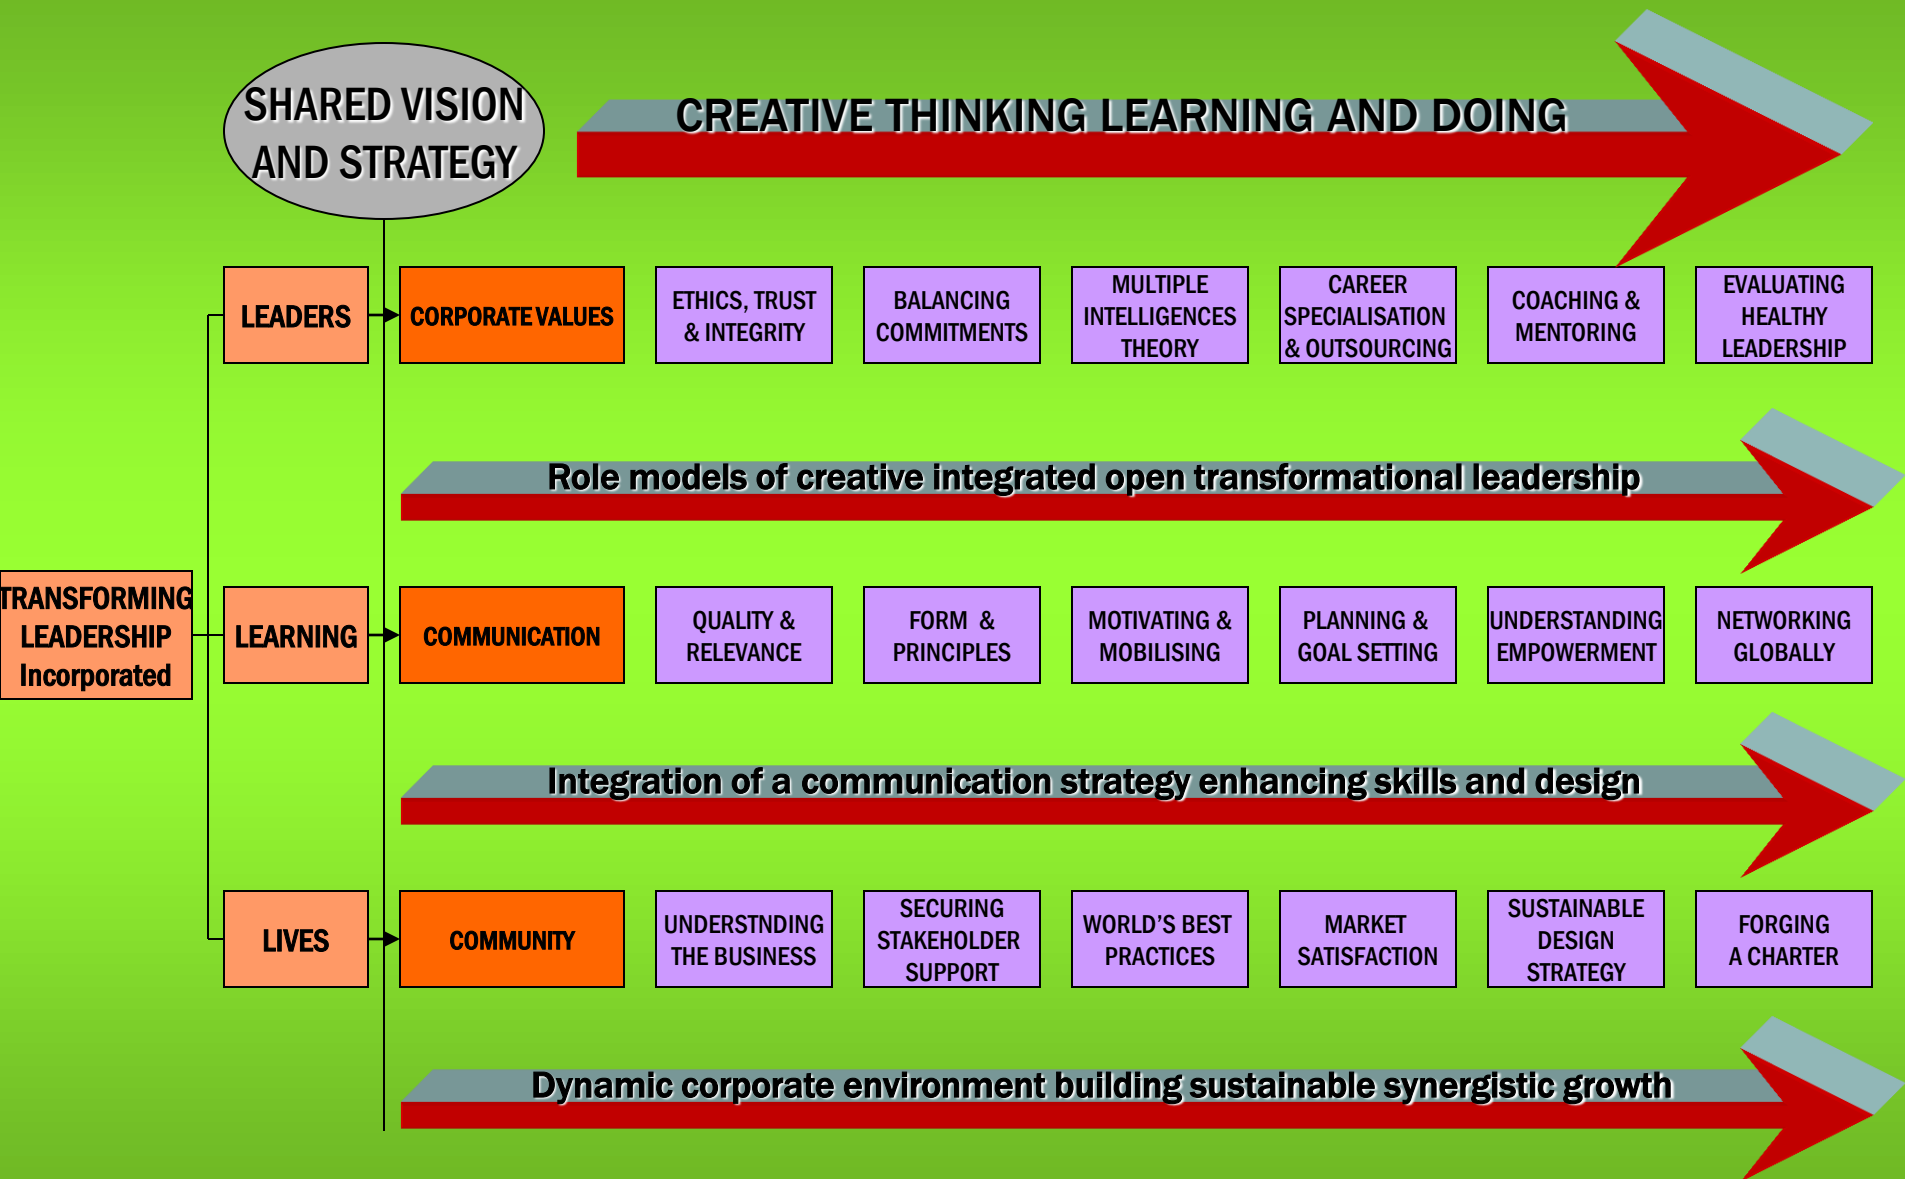 SHARED VISION
AND STRATEGY
CREATIVE THINKING LEARNING AND DOING
LEADERS
CORPORATE VALUES
ETHICS, TRUST
& INTEGRITY
BALANCING
COMMITMENTS
MULTIPLE
INTELLIGENCES
THEORY
CAREER
SPECIALISATION
& OUTSOURCING
COACHING &
MENTORING
EVALUATING
HEALTHY
LEADERSHIP
Role models of creative integrated open transformational leadership
TRANSFORMING
LEADERSHIP
Incorporated
LEARNING
COMMUNICATION
QUALITY &
RELEVANCE
FORM &
PRINCIPLES
MOTIVATING &
MOBILISING
PLANNING &
GOAL SETTING
UNDERSTANDING
EMPOWERMENT
NETWORKING
GLOBALLY
Integration of a communication strategy enhancing skills and design
LIVES
COMMUNITY
UNDERSTNDING
THE BUSINESS
SECURING
STAKEHOLDER
SUPPORT
WORLD’S BEST
PRACTICES
MARKET
SATISFACTION
SUSTAINABLE
DESIGN
STRATEGY
FORGING
A CHARTER
Dynamic corporate environment building sustainable synergistic growth